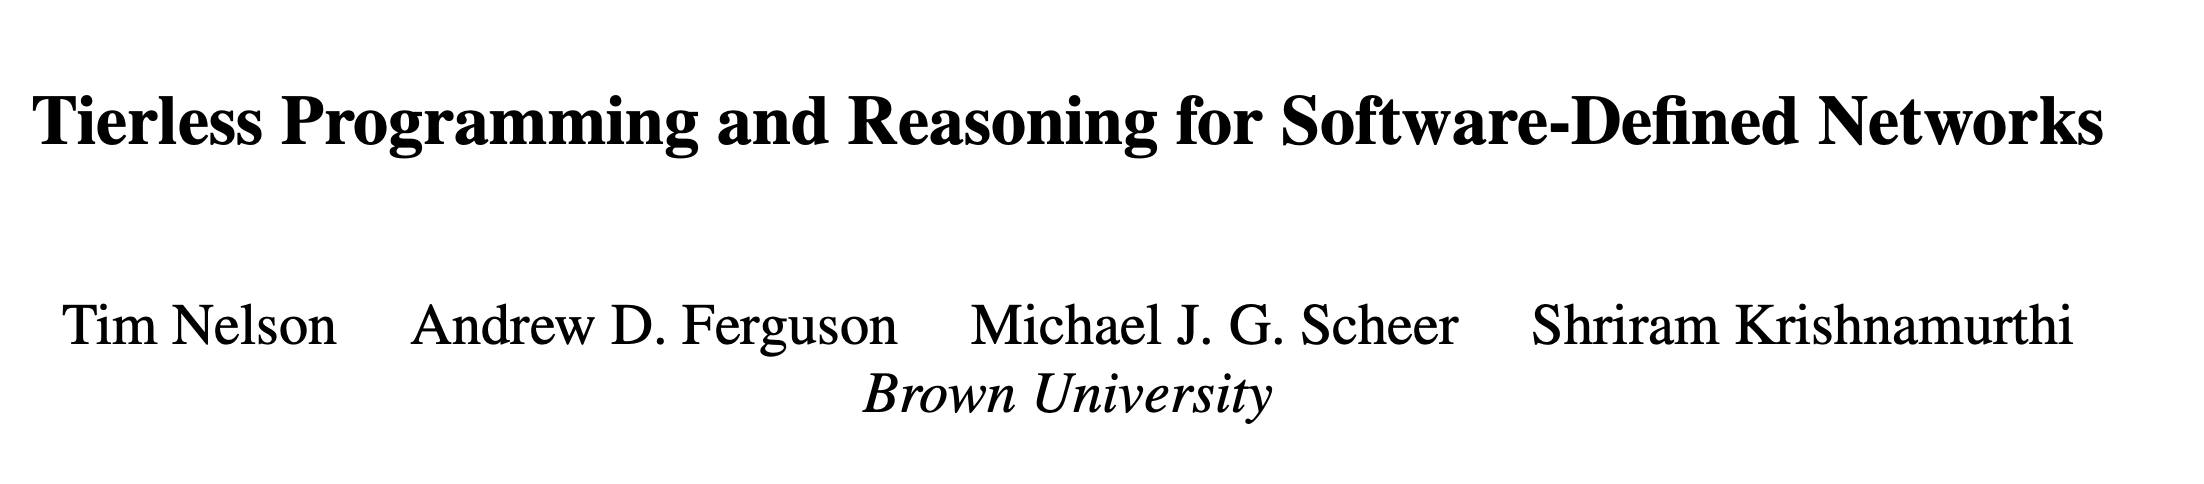 Tierless Programming and Reasoning for Software-Defined Networks
Tim Nelson Andrew D. Ferguson Michael J. G. Scheer Shriram Krishnamurthi
Brown University